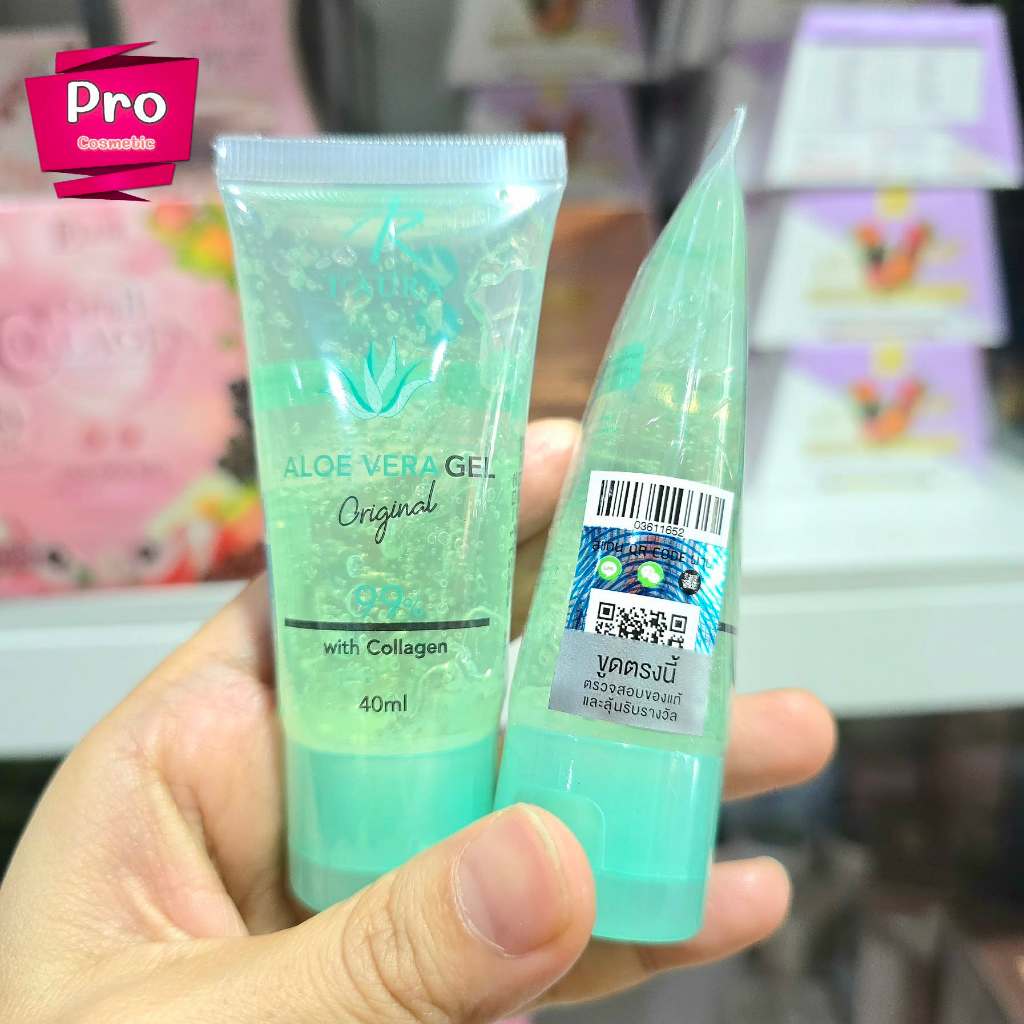 Pro
Cosmetic
ALOE VERA GEL
Original
99%
with Collagen
40ml
03611652
ขูดตรงนี้
ตรวจสอบของแท้
และลุ้นรับรางวัล